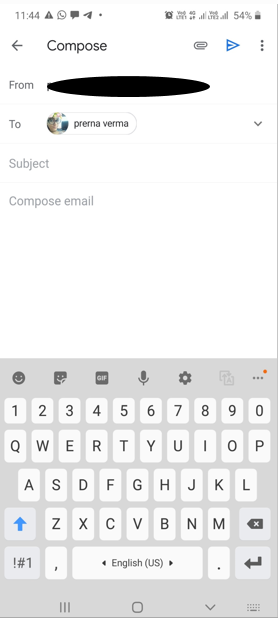 11:44 54%
Compose
From
To prerna verma
Subject
Compose email
GIF
1 2 3 4 5 6 7 8 9 0
Q W E R T Y U I O P
A S D F G H J K L
Z X C V B N M
!#1 , English (US) .